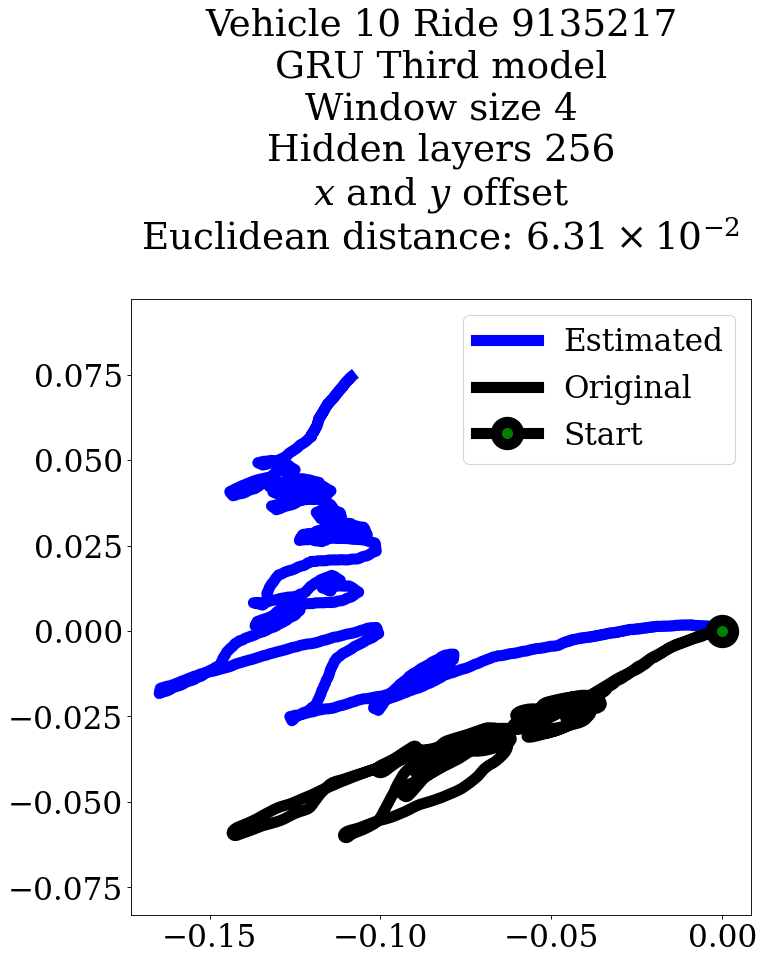 Vehicle 10 Ride 9135217
GRU Third model
Window size 4
Hidden layers 256
x and y offset
Euclidean distance: 6.31 × 10⁻²
Estimated
Original
Start
0.075
0.050
0.025
0.000
−0.025
−0.050
−0.075
−0.15
−0.10
−0.05
0.00